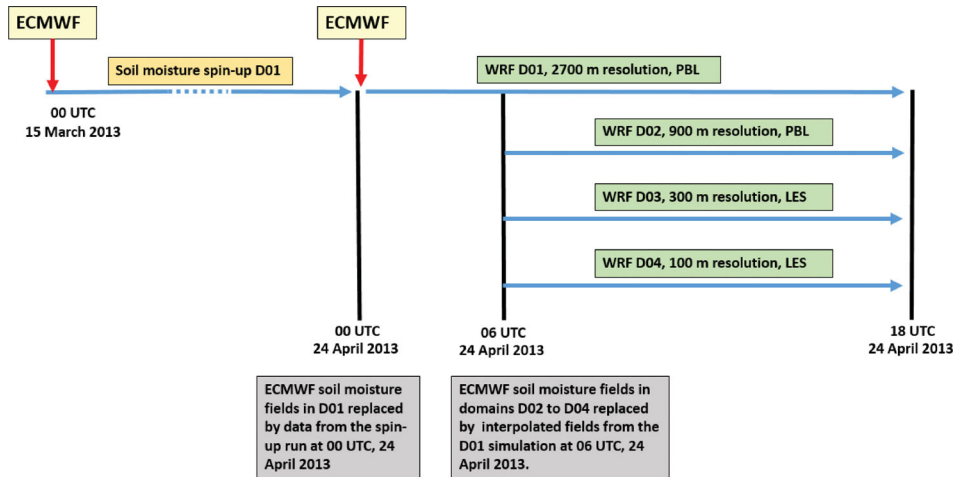 ECMWF
ECMWF
Soil moisture spin-up D01
WRF D01, 2700 m resolution, PBL
00 UTC
15 March 2013
WRF D02, 900 m resolution, PBL
WRF D03, 300 m resolution, LES
WRF D04, 100 m resolution, LES
00 UTC
24 April 2013
06 UTC
24 April 2013
18 UTC
24 April 2013
ECMWF soil moisture
fields in D01 replaced
by data from the spin-
up run at 00 UTC, 24
April 2013
ECMWF soil moisture fields in
domains D02 to D04 replaced
by interpolated fields from the
D01 simulation at 06 UTC, 24
April 2013.